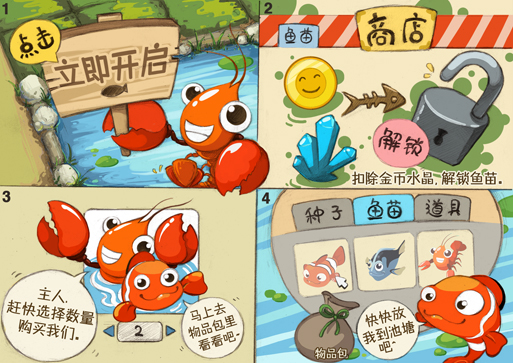 1
点击
立即开启
2
鱼苗
商店
解锁
扣除金币水晶,解锁鱼苗。
3
主人,
赶快选择数量
购买我们。
2
马上去
物品包里
看看吧~
4
种子
鱼苗
道具
物品包
快快放
我到池塘
吧~